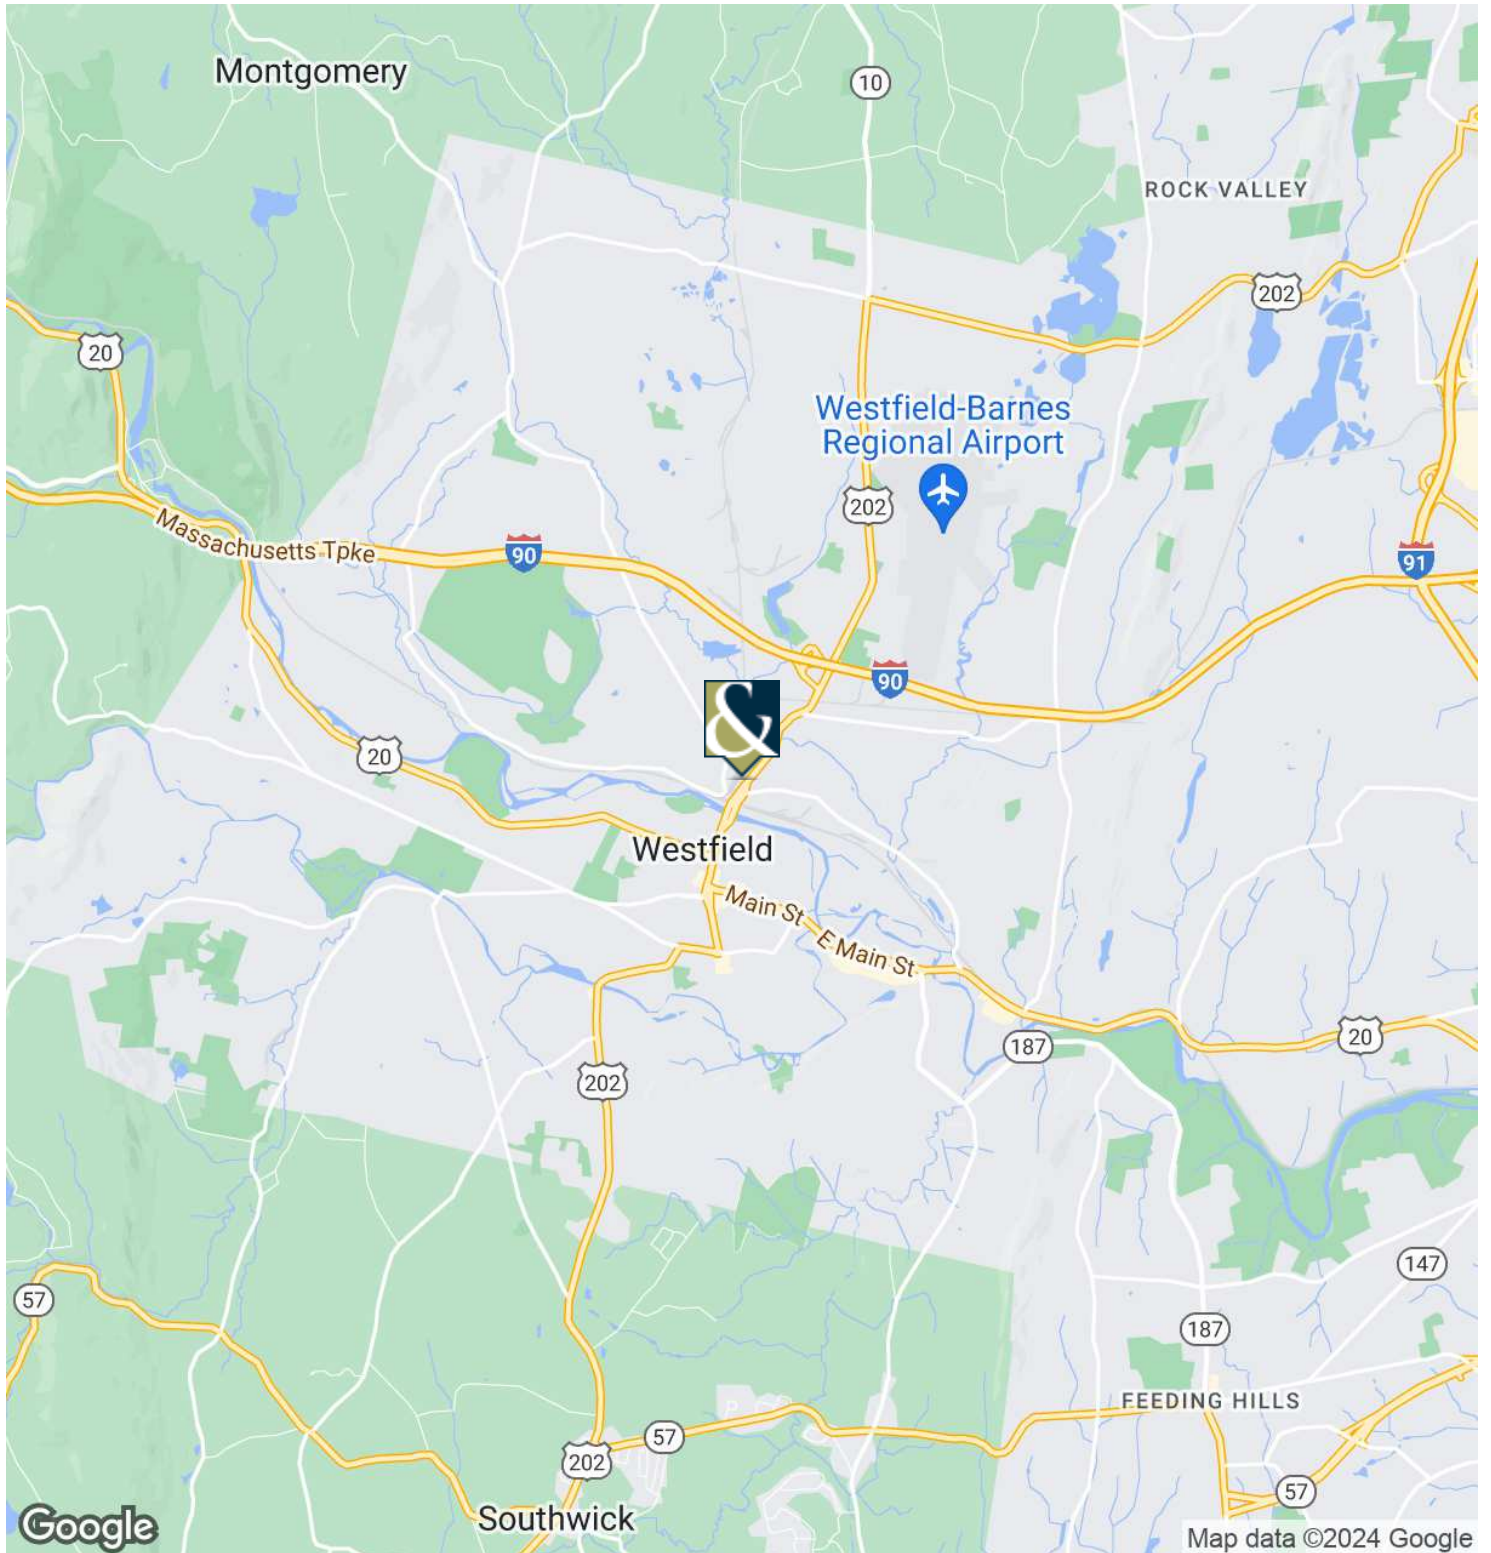 Montgomery
10
ROCK VALLEY
202
20
Westfield-Barnes
Regional Airport
202
Massachusetts Tpke
90
91
90
&
20
Westfield
Main St
E Main St
187
20
202
147
57
187
FEEDING HILLS
57
202
57
Southwick
P
Google
Map data ©2024 Google